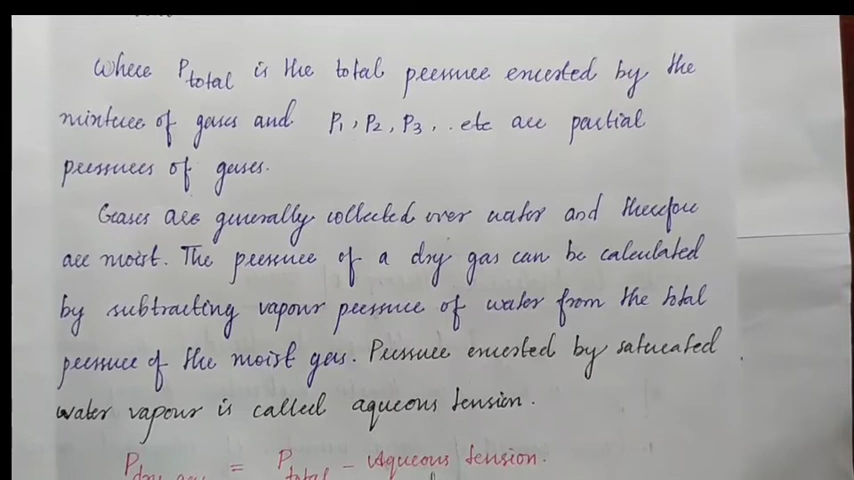 Where P total is the total pressure exerted by the
mixture of gases and P1, P2, P3, .. etc are partial
pressures of gases.
Gases are generally collected over water and therefore
are moist. The pressure of a dry gas can be calculated
by subtracting vapour pressure of water from the total
pressure of the moist gas. Pressure exerted by saturated
water vapour is called aqueous tension.
P dry gas = P total - Aqueous tension.